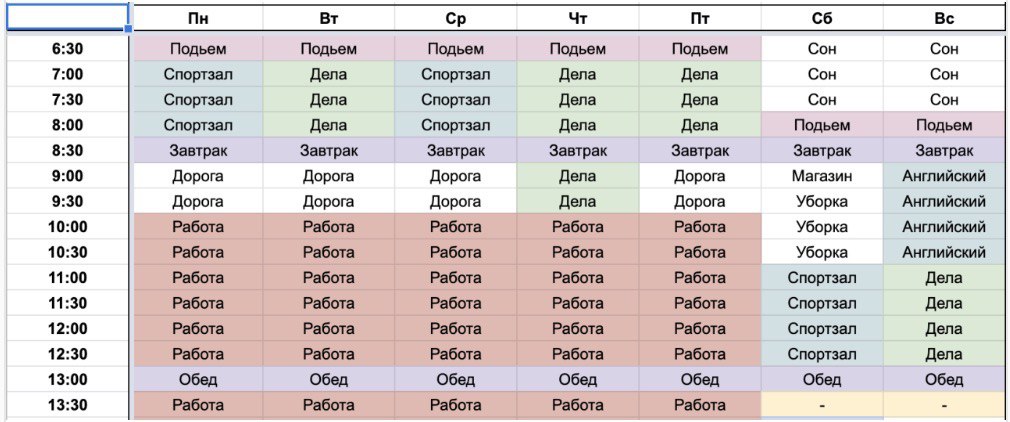 Пн Вт Ср Чт Пт Сб Вс
6:30 Подьем Подьем Подьем Подьем Подьем Сон Сон
7:00 Спортзал Дела Спортзал Дела Дела Сон Сон
7:30 Спортзал Дела Спортзал Дела Дела Сон Сон
8:00 Спортзал Дела Спортзал Дела Дела Подьем Подьем
8:30 Завтрак Завтрак Завтрак Завтрак Завтрак Завтрак Завтрак
9:00 Дорога Дорога Дорога Дела Дорога Магазин Английский
9:30 Дорога Дорога Дорога Дела Дорога Уборка Английский
10:00 Работа Работа Работа Работа Работа Уборка Английский
10:30 Работа Работа Работа Работа Работа Уборка Английский
11:00 Работа Работа Работа Работа Работа Спортзал Дела
11:30 Работа Работа Работа Работа Работа Спортзал Дела
12:00 Работа Работа Работа Работа Работа Спортзал Дела
12:30 Работа Работа Работа Работа Работа Спортзал Дела
13:00 Обед Обед Обед Обед Обед Обед Обед
13:30 Работа Работа Работа Работа Работа - -